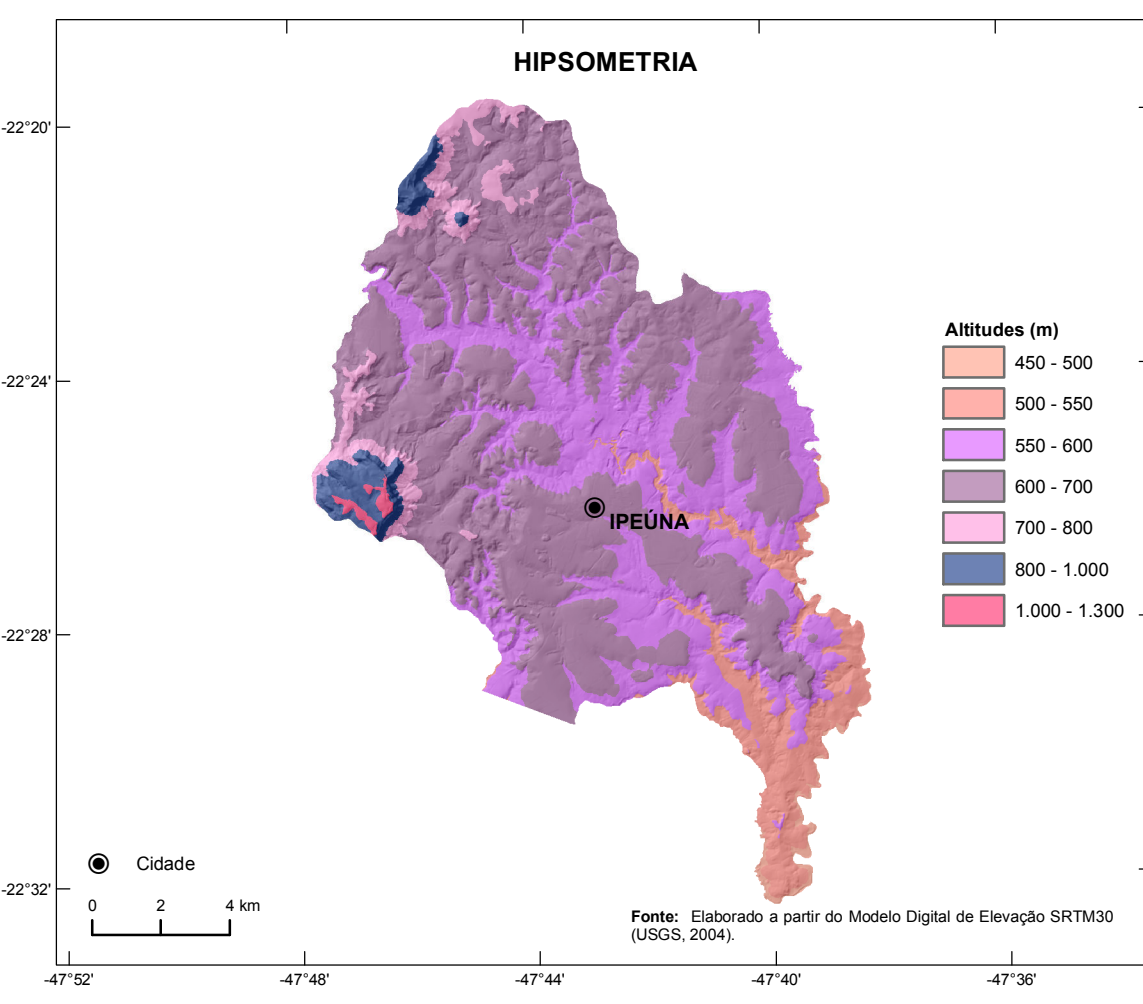 HIPSOMETRIA
-22°20'
-22°24'
-22°28'
-22°32'
IPEÚNA
Altitudes (m)
450 - 500
500 - 550
550 - 600
600 - 700
700 - 800
800 - 1.000
1.000 - 1.300
Cidade
0 2 4 km
Fonte: Elaborado a partir do Modelo Digital de Elevação SRTM30
(USGS, 2004).
-47°52' -47°48' -47°44' -47°40' -47°36'